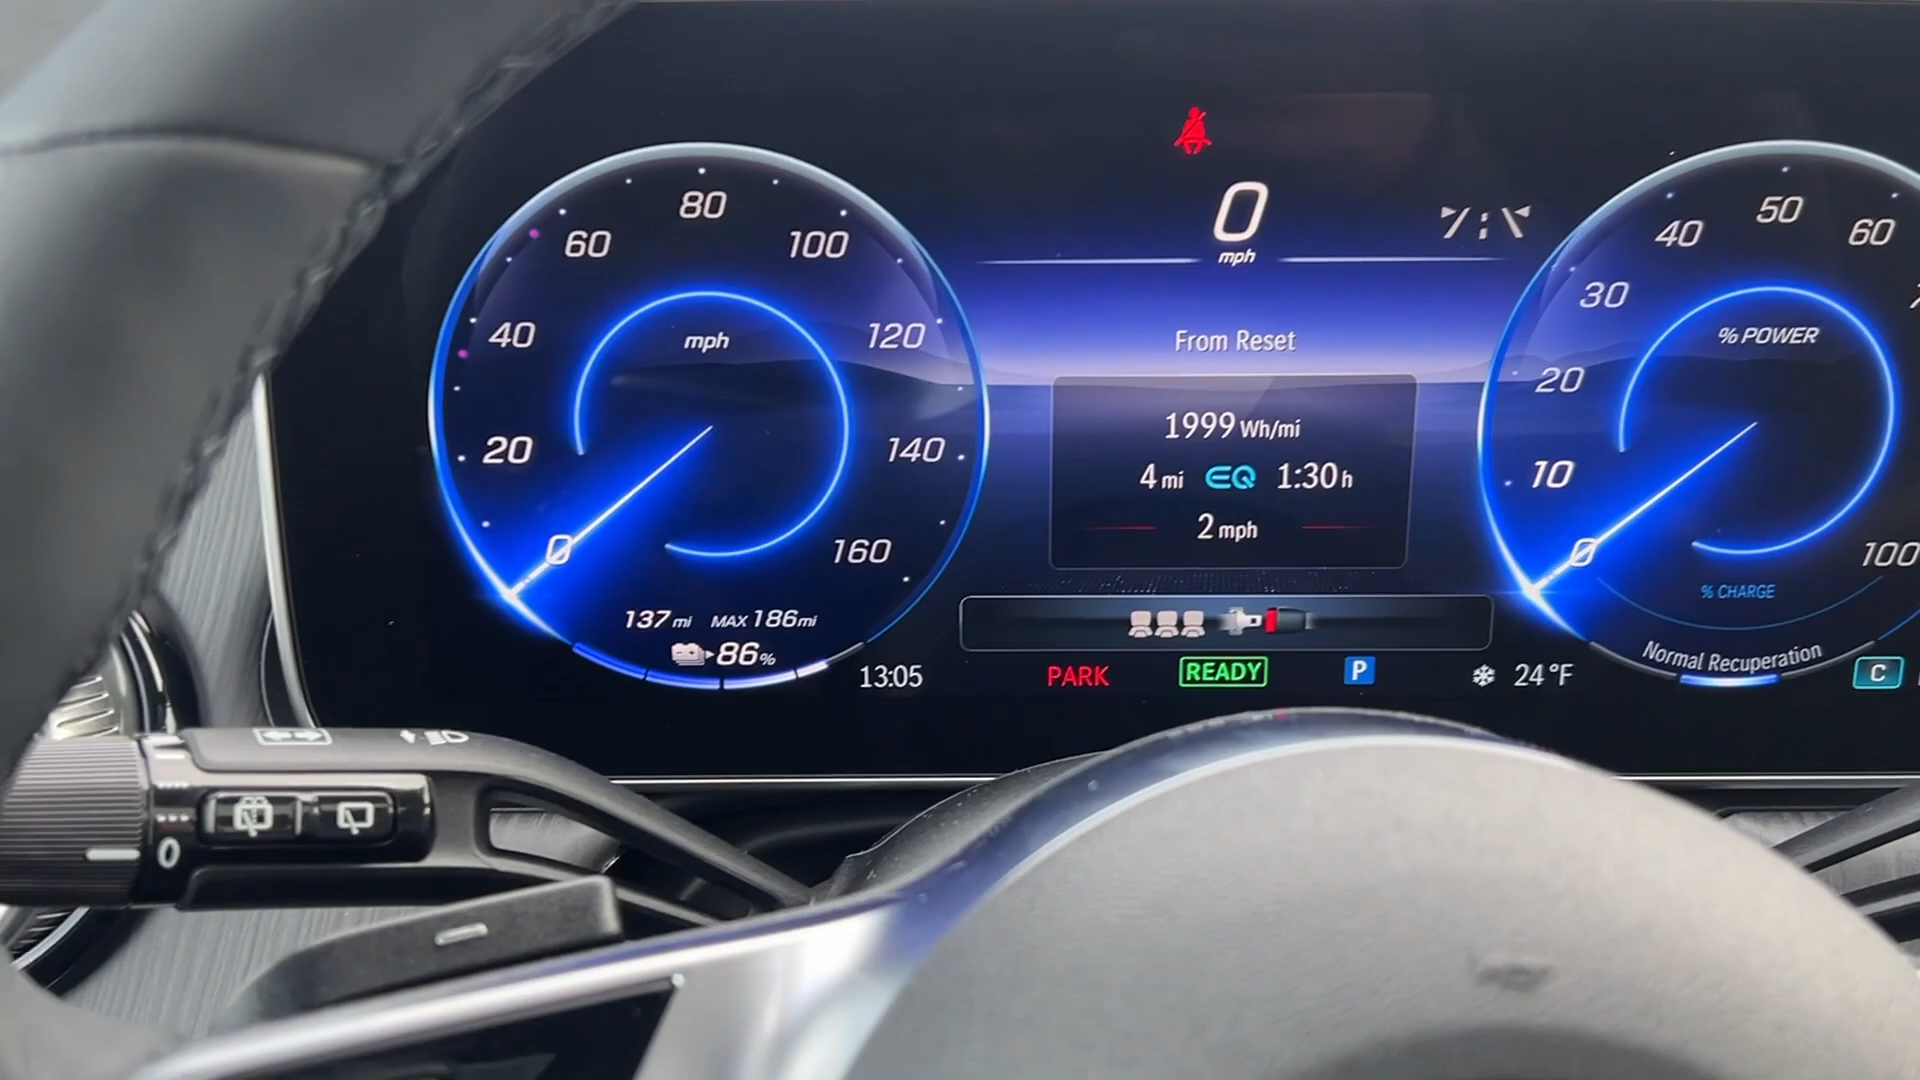 80
60
100
40
mph
120
20
140
0
160
137 mi MAX 186 mi
86%
13:05
0
mph
From Reset
1999 Wh/mi
4 mi EQ 1:30 h
2 mph
PARK
READY
P
24 °F
50
40
60
30
% POWER
20
10
0
100
% CHARGE
Normal Recuperation
C
0